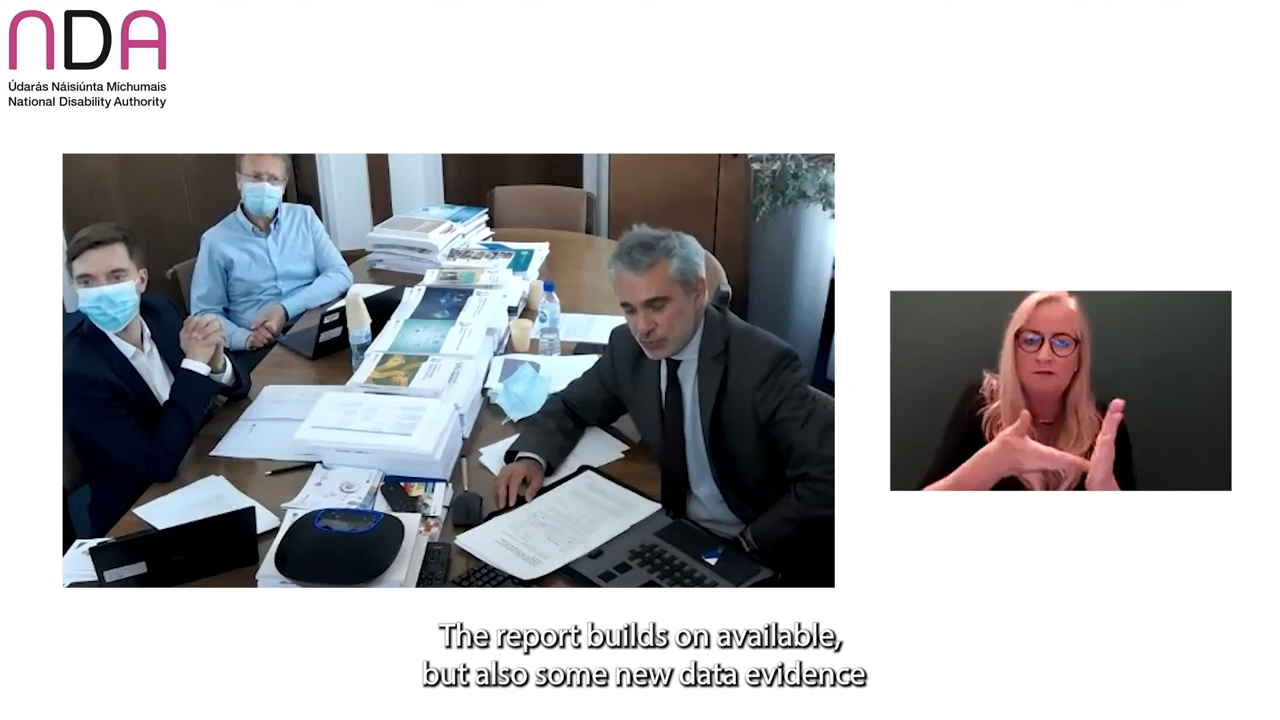 NDA
Údarás Náisiúnta Míchumais
National Disability Authority
The report builds on available,
but also some new data evidence